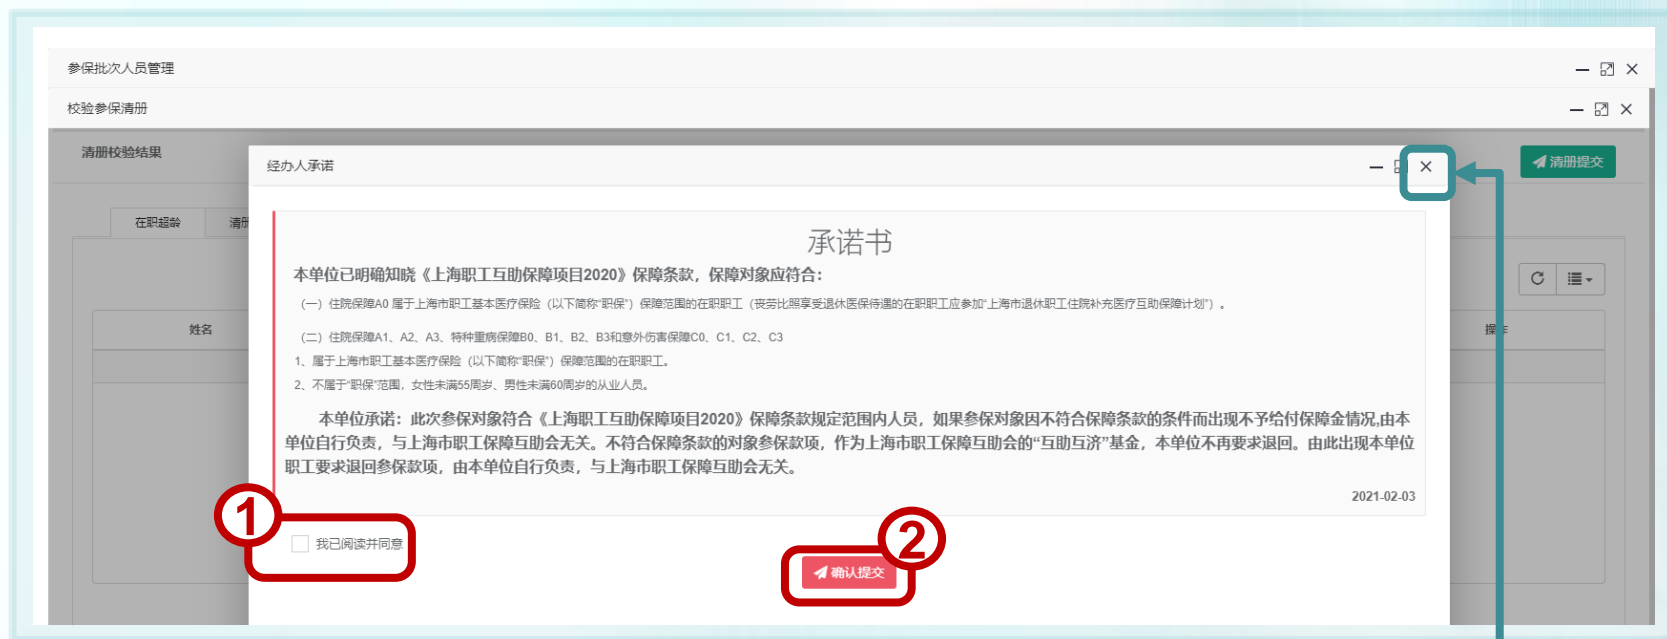 参保批次人员管理
校验参保清册
清册校验结果
经办人承诺
清册提交
在职超龄
清册
承诺书
本单位已明确知晓《上海职工互助保障项目2020》保障条款，保障对象应符合：
（一）住院保障A0 属于上海市职工基本医疗保险（以下简称“职保”）保障范围的在职职工（丧劳比照享受退休医保待遇的在职职工应参加“上海市退休职工住院补充医疗互助保障计划”）。
（二）住院保障A1、A2、A3、特种重病保障B0、B1、B2、B3和意外伤害保障C0、C1、C2、C3
1、属于上海市职工基本医疗保险（以下简称“职保”）保障范围的在职职工。
2、不属于“职保”范围，女性未满55周岁、男性未满60周岁的从业人员。
本单位承诺：此次参保对象符合《上海职工互助保障项目2020》保障条款规定范围内人员，如果参保对象因不符合保障条款的条件而出现不予给付保障金情况,由本
单位自行负责，与上海市职工保障互助会无关。不符合保障条款的对象参保款项，作为上海市职工保障互助会的“互助互济”基金，本单位不再要求退回。由此出现本单位
职工要求退回参保款项，由本单位自行负责，与上海市职工保障互助会无关。
2021-02-03
姓名
操作
1
我已阅读并同意
2
确认提交